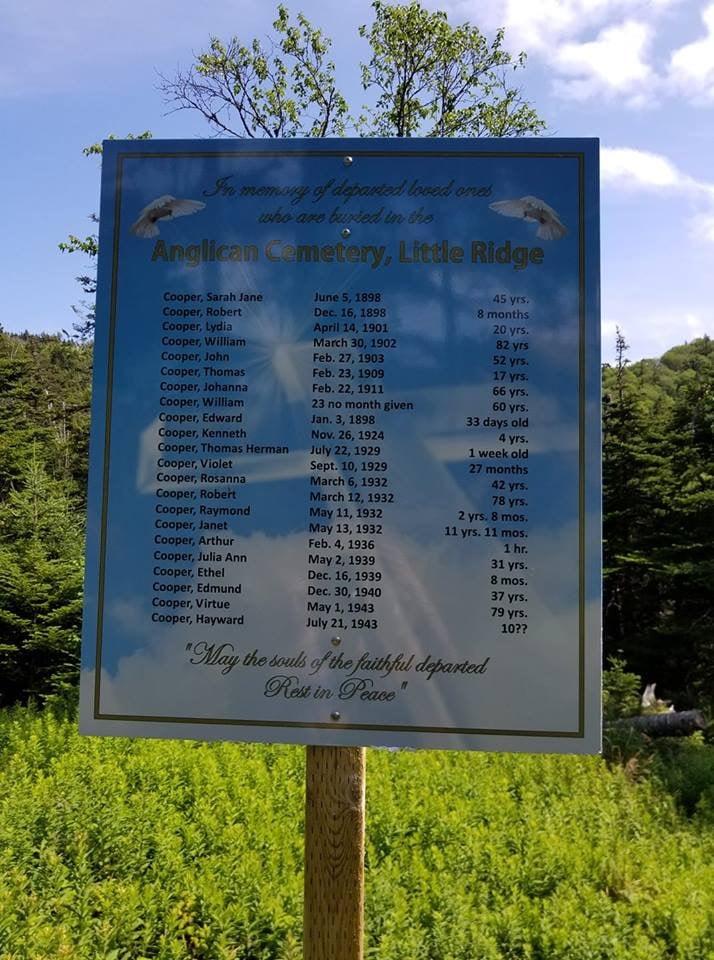 In memory of departed loved ones
who are buried in the
Anglican Cemetery, Little Ridge
Cooper, Sarah Jane June 5, 1898 45 yrs.
Cooper, Robert Dec. 16, 1898 8 months
Cooper, Lydia April 14, 1901 20 yrs.
Cooper, William March 30, 1902 82 yrs
Cooper, John Feb. 27, 1903 52 yrs.
Cooper, Thomas Feb. 23, 1909 17 yrs.
Cooper, Johanna Feb. 22, 1911 66 yrs.
Cooper, William 23 no month given 60 yrs.
Cooper, Edward Jan. 3, 1898 33 days old
Cooper, Kenneth Nov. 26, 1924 4 yrs.
Cooper, Thomas Herman July 22, 1929 1 week old
Cooper, Violet Sept. 10, 1929 27 months
Cooper, Rosanna March 6, 1932 42 yrs.
Cooper, Robert March 12, 1932 78 yrs.
Cooper, Raymond May 11, 1932 2 yrs. 8 mos.
Cooper, Janet May 13, 1932 11 yrs. 11 mos.
Cooper, Arthur Feb. 4, 1936 1 hr.
Cooper, Julia Ann May 2, 1939 31 yrs.
Cooper, Ethel Dec. 16, 1939 8 mos.
Cooper, Edmund Dec. 30, 1940 37 yrs.
Cooper, Virtue May 1, 1943 79 yrs.
Cooper, Hayward July 21, 1943 10??
"May the souls of the faithful departed
Rest in Peace"